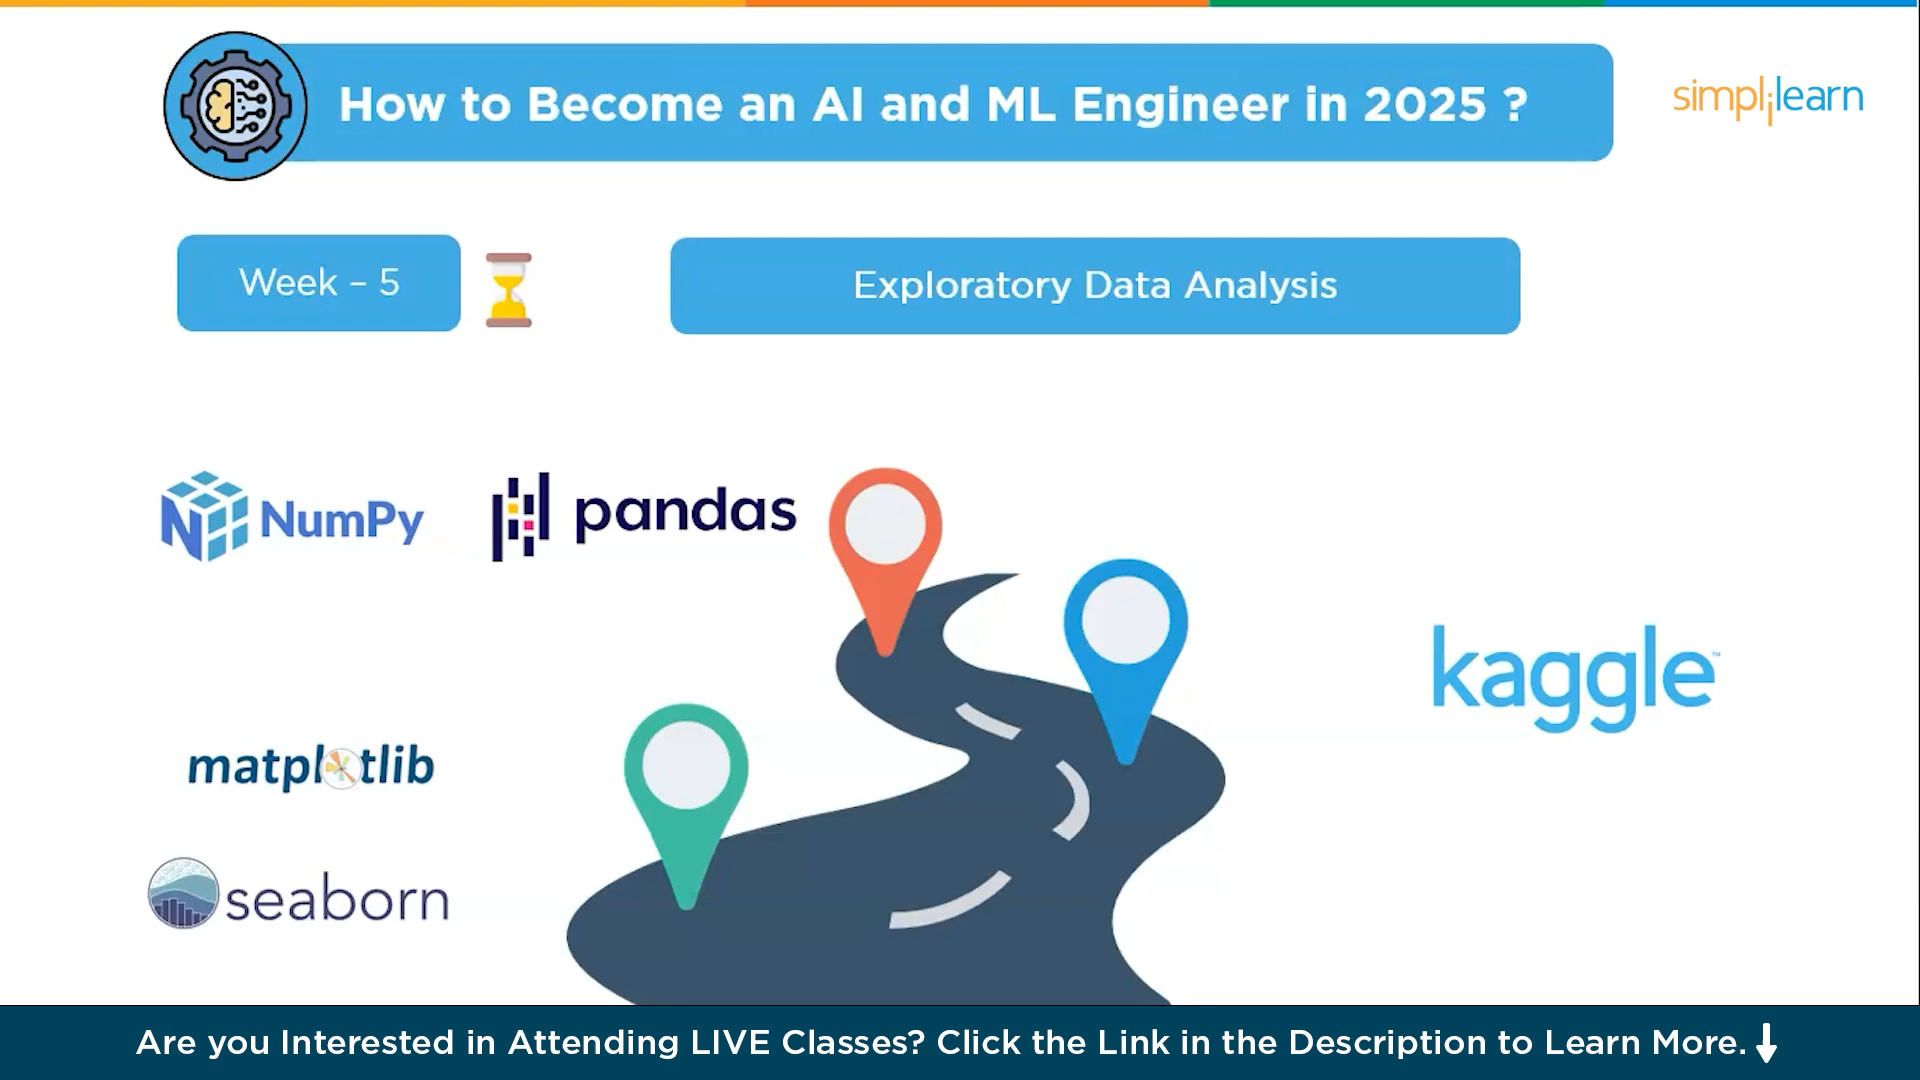 How to Become an AI and ML Engineer in 2025 ?
simplilearn
Week – 5
Exploratory Data Analysis
NumPy
pandas
kaggle™
matplotlib
seaborn
Are you Interested in Attending LIVE Classes? Click the Link in the Description to Learn More.